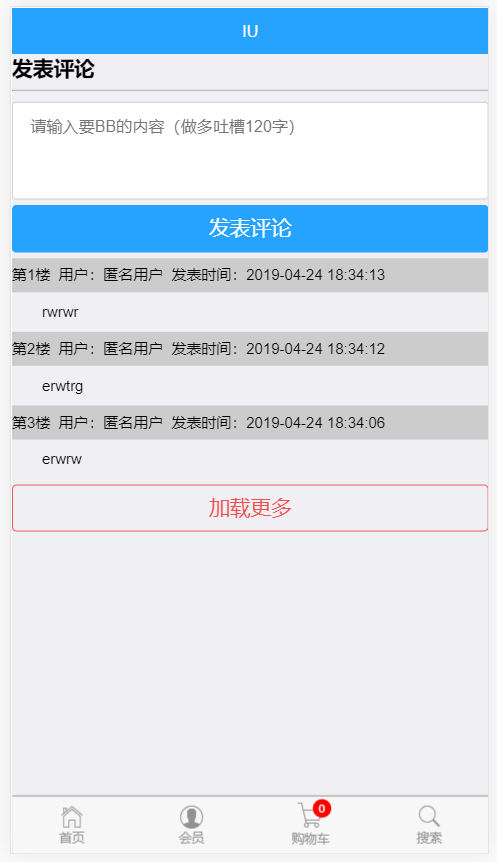 IU
发表评论
请输入要BB的内容（做多吐槽120字）
发表评论
第1楼 用户：匿名用户 发表时间：2019-04-24 18:34:13
rwrwr
第2楼 用户：匿名用户 发表时间：2019-04-24 18:34:12
erwtrg
第3楼 用户：匿名用户 发表时间：2019-04-24 18:34:06
erwrw
加载更多
0
首页 会员 购物车 搜索